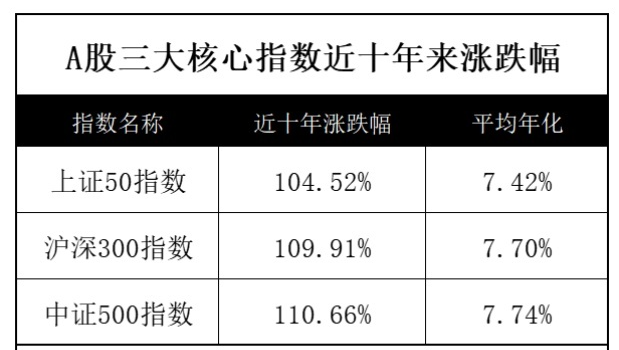 A股三大核心指数近十年来涨跌幅
指数名称 近十年涨跌幅 平均年化
上证50指数 104.52% 7.42%
沪深300指数 109.91% 7.70%
中证500指数 110.66% 7.74%